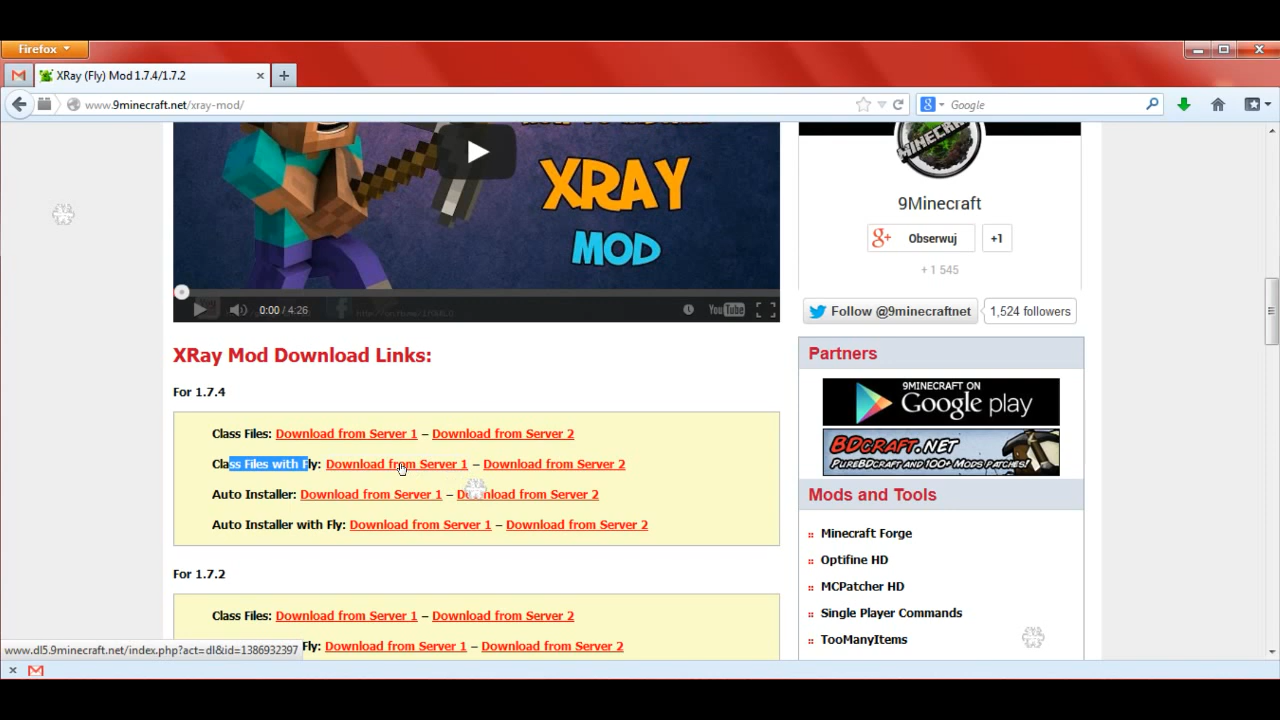 Firefox
XRay (Fly) Mod 1.7.4/1.7.2
www.9minecraft.net/xray-mod/
Google
XRAY
MOD
0:00 / 4:26
YouTube
XRay Mod Download Links:
For 1.7.4
Class Files: Download from Server 1 – Download from Server 2
Class Files with Fly: Download from Server 1 – Download from Server 2
Auto Installer: Download from Server 1 – Download from Server 2
Auto Installer with Fly: Download from Server 1 – Download from Server 2
For 1.7.2
Class Files: Download from Server 1 – Download from Server 2
Fly: Download from Server 1 – Download from Server 2
MINECRAFT
9Minecraft
g+ Obserwuj +1
+ 1 545
Follow @9minecraftnet 1,524 followers
Partners
9MINECRAFT ON
Google play
BDCRAFT.NET
PUREBDCRAFT AND 100+ MODS PATCHES!
Mods and Tools
Minecraft Forge
Optifine HD
MCPatcher HD
Single Player Commands
TooManyItems
www.dl5.9minecraft.net/index.php?act=dl&id=1386932397